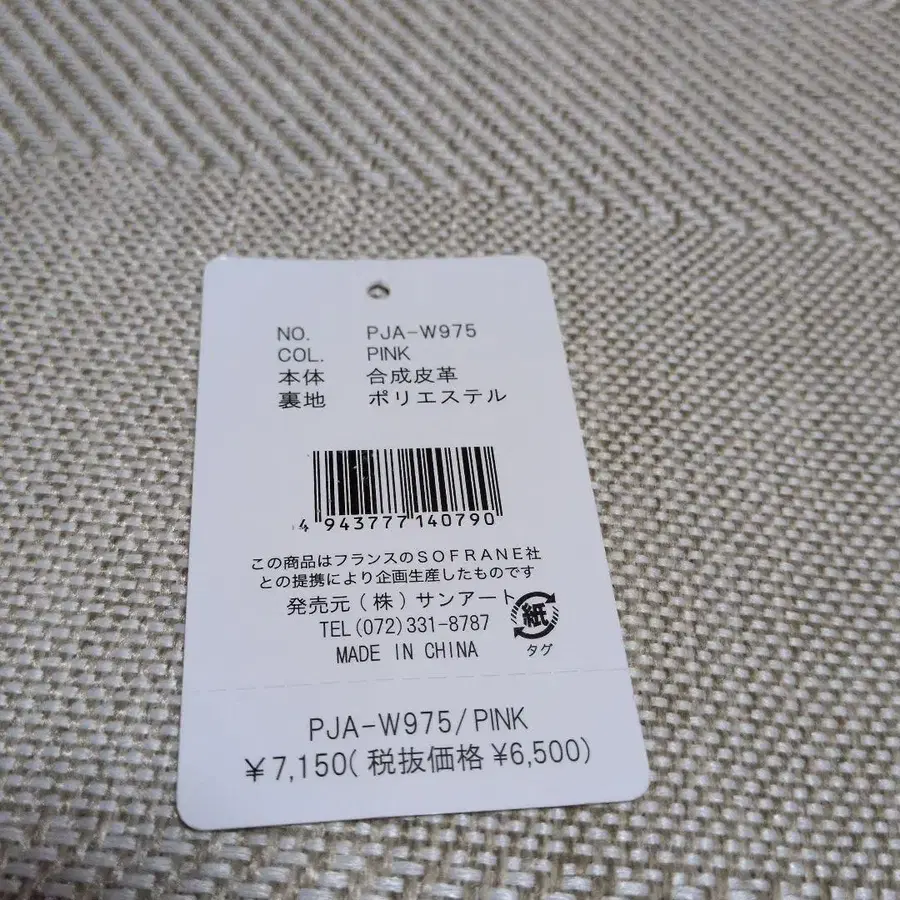 NO. PJA-W975
COL. PINK
本体 合成皮革
裏地 ポリエステル
4 943777 140790
この商品はフランスのSOFRANE社
との提携により企画生産したものです
発売元(株)サンアート
TEL(072)331-8787
MADE IN CHINA
紙
タグ
PJA-W975/PINK
¥7,150(税抜価格¥6,500)